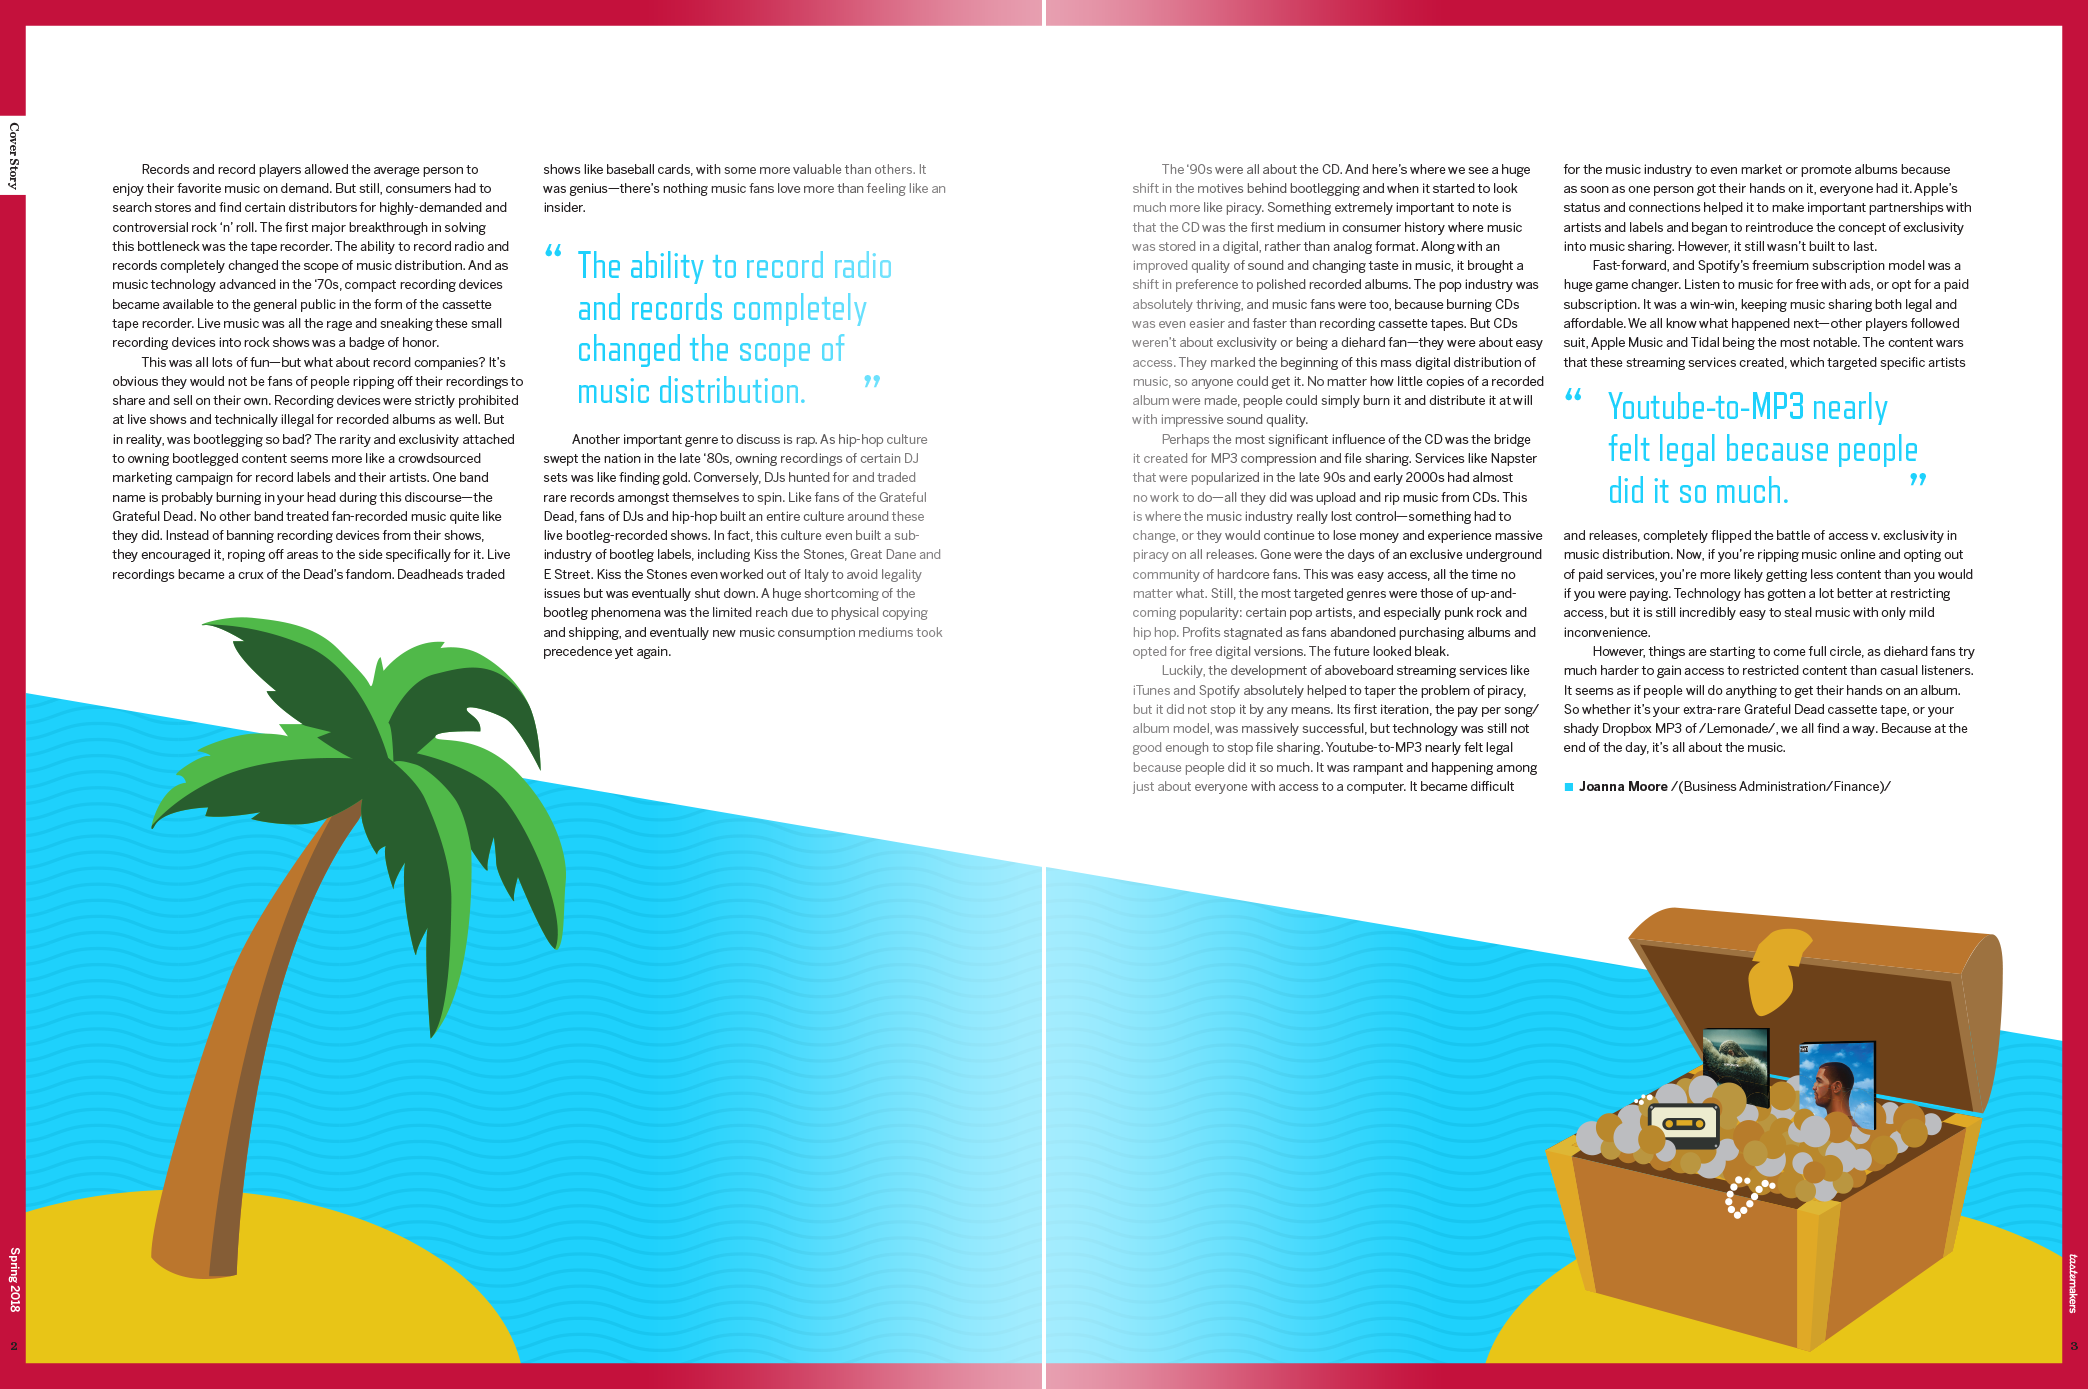 Cover Story
Records and record players allowed the average person to
enjoy their favorite music on demand. But still, consumers had to
search stores and find certain distributors for highly-demanded and
controversial rock ‘n’ roll. The first major breakthrough in solving
this bottleneck was the tape recorder. The ability to record radio and
records completely changed the scope of music distribution. And as
music technology advanced in the ‘70s, compact recording devices
became available to the general public in the form of the cassette
tape recorder. Live music was all the rage and sneaking these small
recording devices into rock shows was a badge of honor.
This was all lots of fun—but what about record companies? It’s
obvious they would not be fans of people ripping off their recordings to
share and sell on their own. Recording devices were strictly prohibited
at live shows and technically illegal for recorded albums as well. But
in reality, was bootlegging so bad? The rarity and exclusivity attached
to owning bootlegged content seems more like a crowdsourced
marketing campaign for record labels and their artists. One band
name is probably burning in your head during this discourse—the
Grateful Dead. No other band treated fan-recorded music quite like
they did. Instead of banning recording devices from their shows,
they encouraged it, roping off areas to the side specifically for it. Live
recordings became a crux of the Dead’s fandom. Deadheads traded
shows like baseball cards, with some more valuable than others. It
was genius—there’s nothing music fans love more than feeling like an
insider.
“ The ability to record radio
and records completely
changed the scope of
music distribution. ”
Another important genre to discuss is rap. As hip-hop culture
swept the nation in the late ‘80s, owning recordings of certain DJ
sets was like finding gold. Conversely, DJs hunted for and traded
rare records amongst themselves to spin. Like fans of the Grateful
Dead, fans of DJs and hip-hop built an entire culture around these
live bootleg-recorded shows. In fact, this culture even built a sub-
industry of bootleg labels, including Kiss the Stones, Great Dane and
E Street. Kiss the Stones even worked out of Italy to avoid legality
issues but was eventually shut down. A huge shortcoming of the
bootleg phenomena was the limited reach due to physical copying
and shipping, and eventually new music consumption mediums took
precedence yet again.
The ‘90s were all about the CD. And here’s where we see a huge
shift in the motives behind bootlegging and when it started to look
much more like piracy. Something extremely important to note is
that the CD was the first medium in consumer history where music
was stored in a digital, rather than analog format. Along with an
improved quality of sound and changing taste in music, it brought a
shift in preference to polished recorded albums. The pop industry was
absolutely thriving, and music fans were too, because burning CDs
was even easier and faster than recording cassette tapes. But CDs
weren’t about exclusivity or being a diehard fan—they were about easy
access. They marked the beginning of this mass digital distribution of
music, so anyone could get it. No matter how little copies of a recorded
album were made, people could simply burn it and distribute it at will
with impressive sound quality.
Perhaps the most significant influence of the CD was the bridge
it created for MP3 compression and file sharing. Services like Napster
that were popularized in the late 90s and early 2000s had almost
no work to do—all they did was upload and rip music from CDs. This
is where the music industry really lost control—something had to
change, or they would continue to lose money and experience massive
piracy on all releases. Gone were the days of an exclusive underground
community of hardcore fans. This was easy access, all the time no
matter what. Still, the most targeted genres were those of up-and-
coming popularity: certain pop artists, and especially punk rock and
hip hop. Profits stagnated as fans abandoned purchasing albums and
opted for free digital versions. The future looked bleak.
Luckily, the development of aboveboard streaming services like
iTunes and Spotify absolutely helped to taper the problem of piracy,
but it did not stop it by any means. Its first iteration, the pay per song/
album model, was massively successful, but technology was still not
good enough to stop file sharing. Youtube-to-MP3 nearly felt legal
because people did it so much. It was rampant and happening among
just about everyone with access to a computer. It became difficult
for the music industry to even market or promote albums because
as soon as one person got their hands on it, everyone had it. Apple’s
status and connections helped it to make important partnerships with
artists and labels and began to reintroduce the concept of exclusivity
into music sharing. However, it still wasn’t built to last.
Fast-forward, and Spotify’s freemium subscription model was a
huge game changer. Listen to music for free with ads, or opt for a paid
subscription. It was a win-win, keeping music sharing both legal and
affordable. We all know what happened next—other players followed
suit, Apple Music and Tidal being the most notable. The content wars
that these streaming services created, which targeted specific artists
“ Youtube-to-MP3 nearly
felt legal because people
did it so much. ”
and releases, completely flipped the battle of access v. exclusivity in
music distribution. Now, if you’re ripping music online and opting out
of paid services, you’re more likely getting less content than you would
if you were paying. Technology has gotten a lot better at restricting
access, but it is still incredibly easy to steal music with only mild
inconvenience.
However, things are starting to come full circle, as diehard fans try
much harder to gain access to restricted content than casual listeners.
It seems as if people will do anything to get their hands on an album.
So whether it’s your extra-rare Grateful Dead cassette tape, or your
shady Dropbox MP3 of /Lemonade/, we all find a way. Because at the
end of the day, it’s all about the music.
Joanna Moore /(Business Administration/Finance)/
Spring 2018
2
tastemakers
3